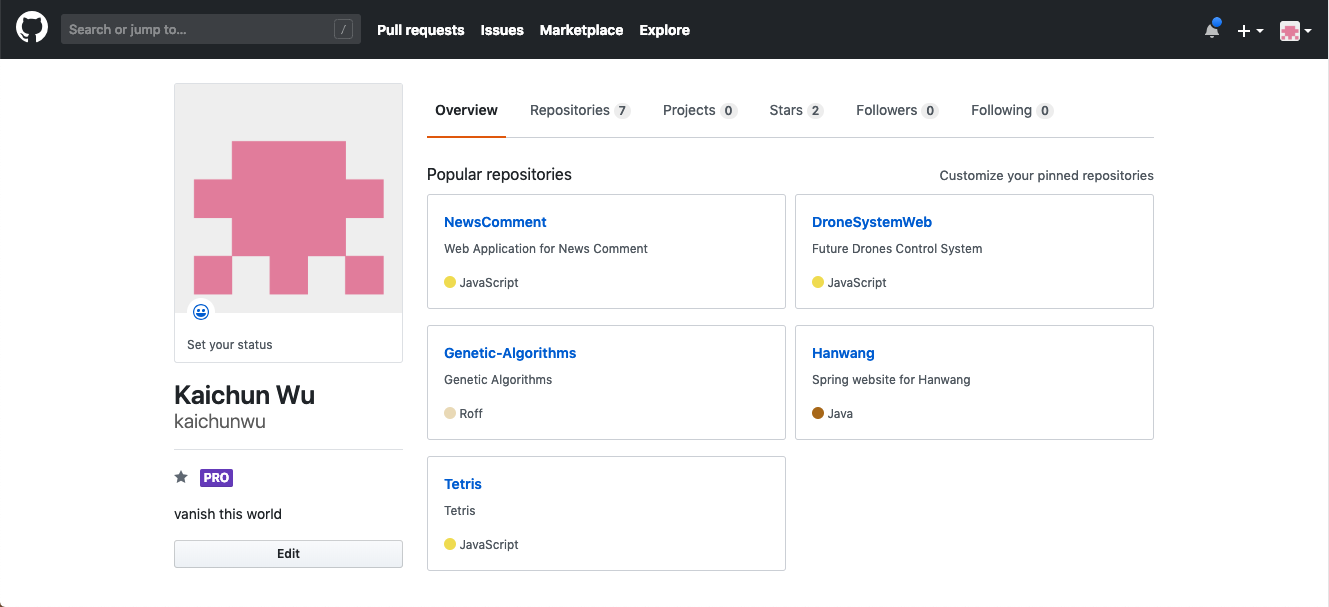 Search or jump to... /
Pull requests Issues Marketplace Explore
Set your status
Kaichun Wu
kaichunwu
PRO
vanish this world
Edit
Overview Repositories 7 Projects 0 Stars 2 Followers 0 Following 0
Popular repositories
Customize your pinned repositories
NewsComment
Web Application for News Comment
JavaScript
DroneSystemWeb
Future Drones Control System
JavaScript
Genetic-Algorithms
Genetic Algorithms
Roff
Hanwang
Spring website for Hanwang
Java
Tetris
Tetris
JavaScript